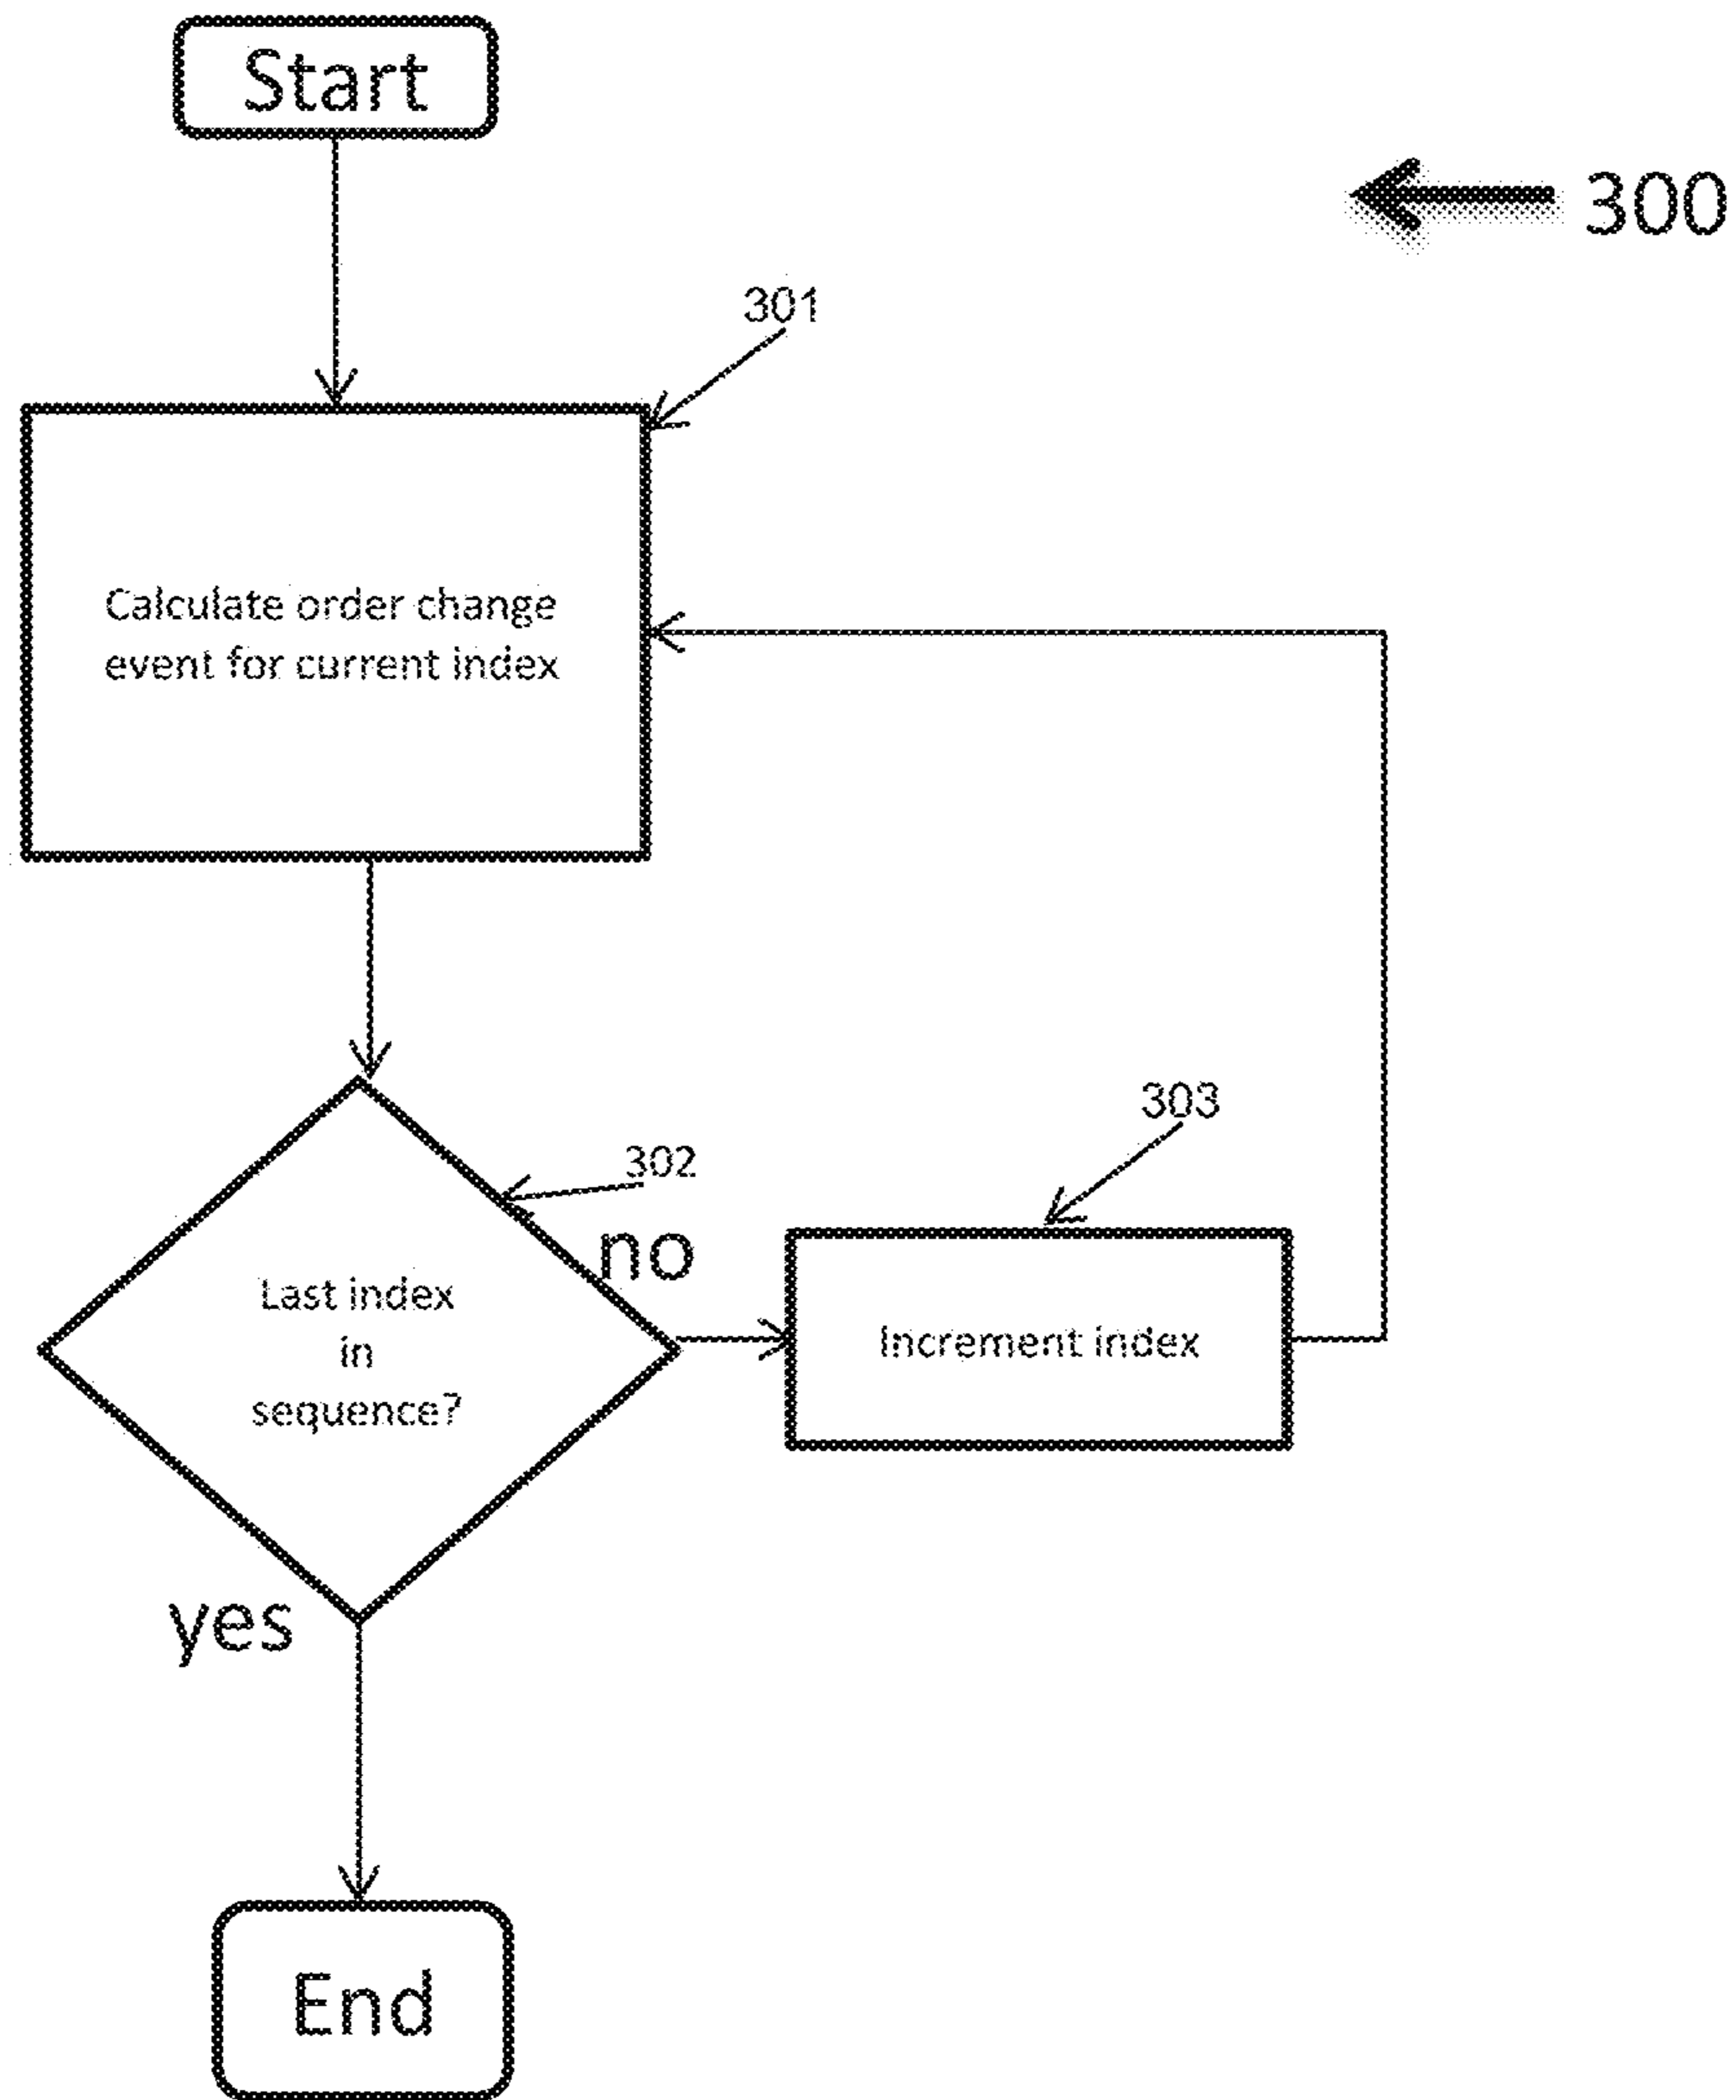 Start
300
301
Calculate order change
event for current index
303
302
no
Last index
in
sequence?
Increment index
yes
End